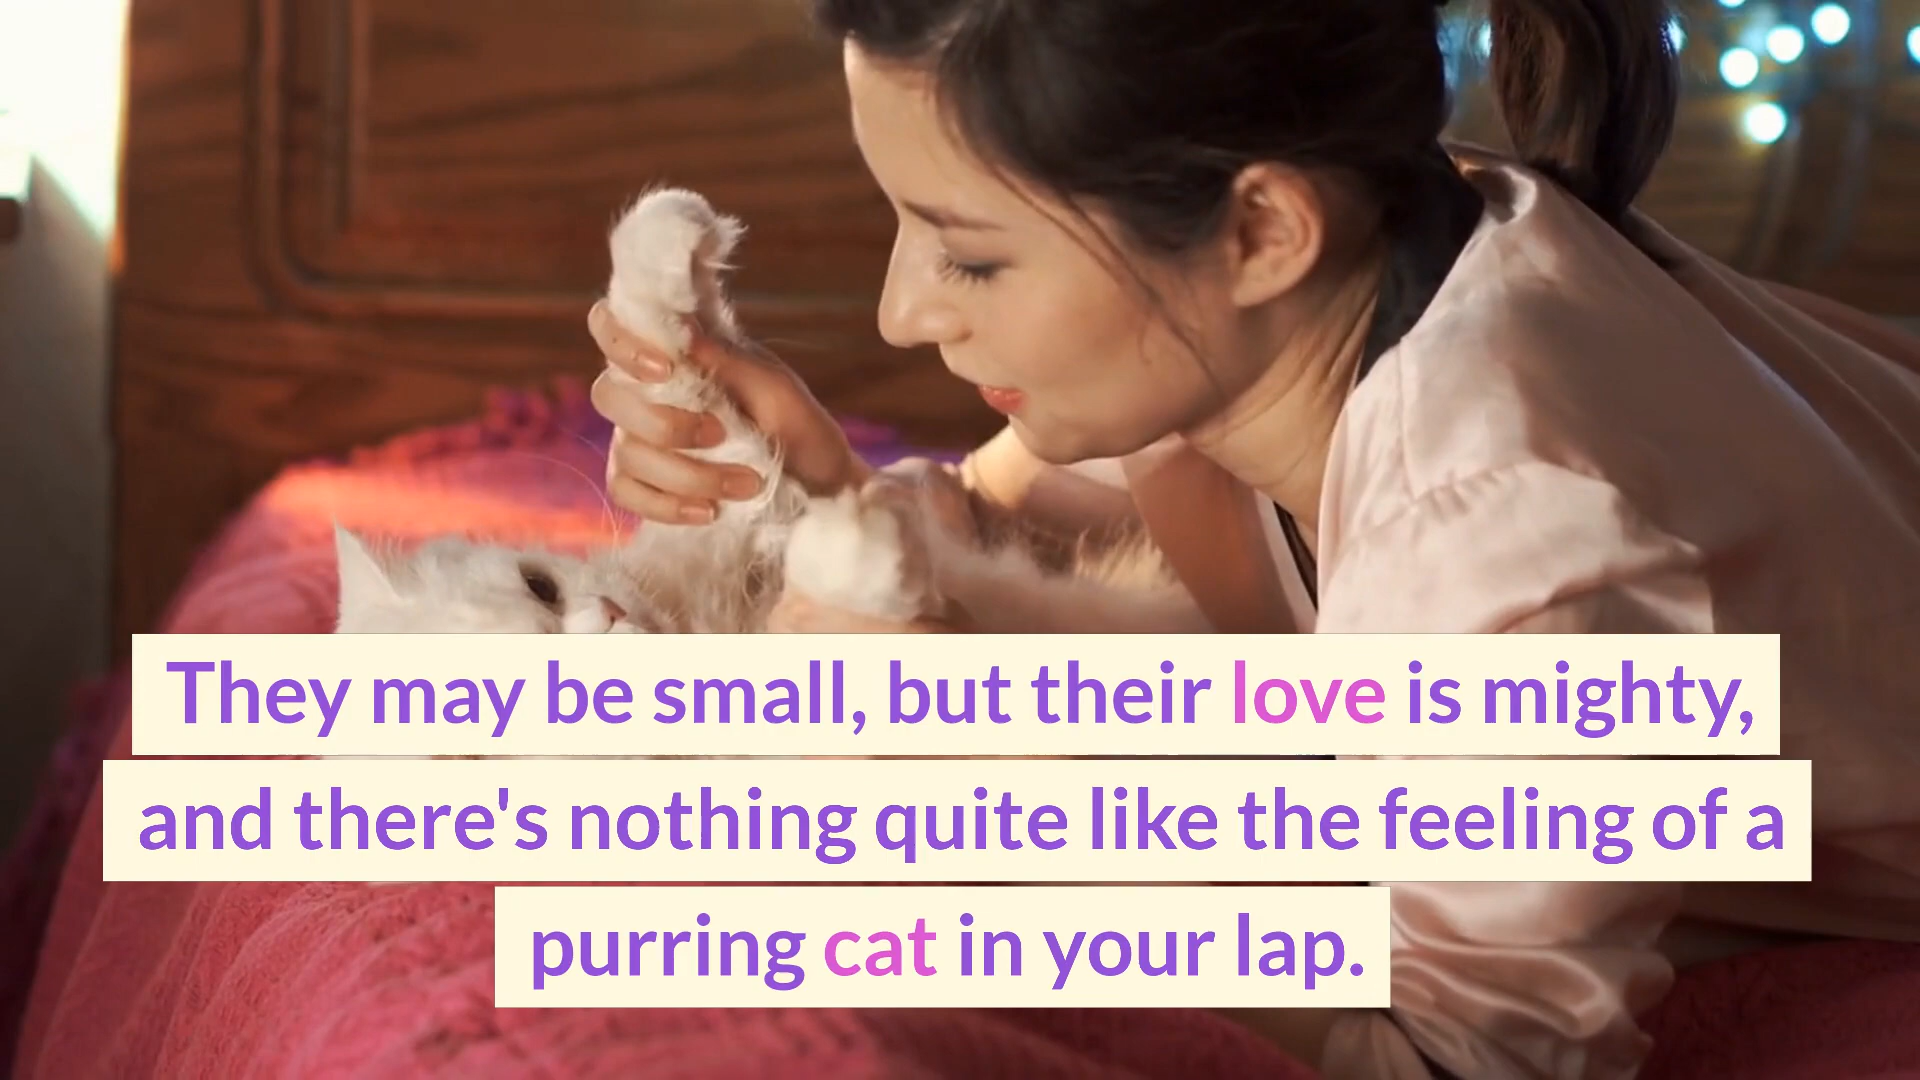 They may be small, but their love is mighty,
and there's nothing quite like the feeling of a
purring cat in your lap.